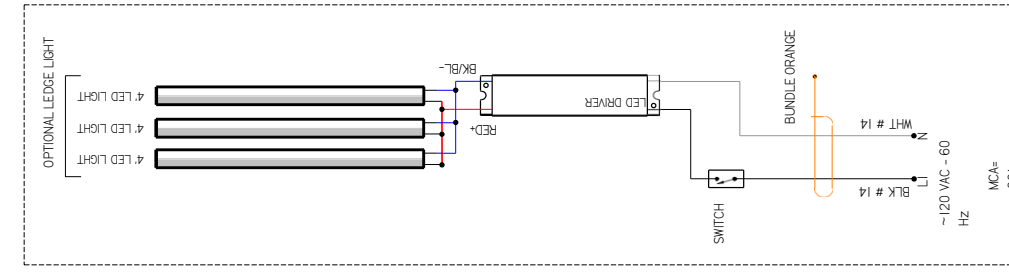 OPTIONAL LEDGE LIGHT
4' LED LIGHT
4' LED LIGHT
4' LED LIGHT
BK/BL-
RED+
LED DRIVER
SWITCH
BUNDLE ORANGE
WHT # 14
BLK # 14
N
L1
~120 VAC - 60
Hz
MCA=